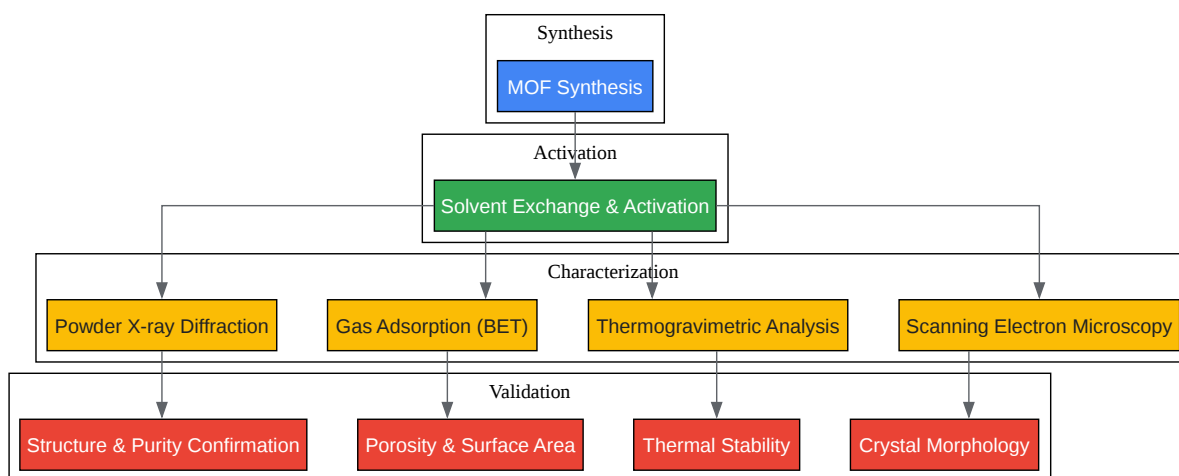 Synthesis
MOF Synthesis
Activation
Solvent Exchange & Activation
Characterization
Powder X-ray Diffraction
Gas Adsorption (BET)
Thermogravimetric Analysis
Scanning Electron Microscopy
Validation
Structure & Purity Confirmation
Porosity & Surface Area
Thermal Stability
Crystal Morphology